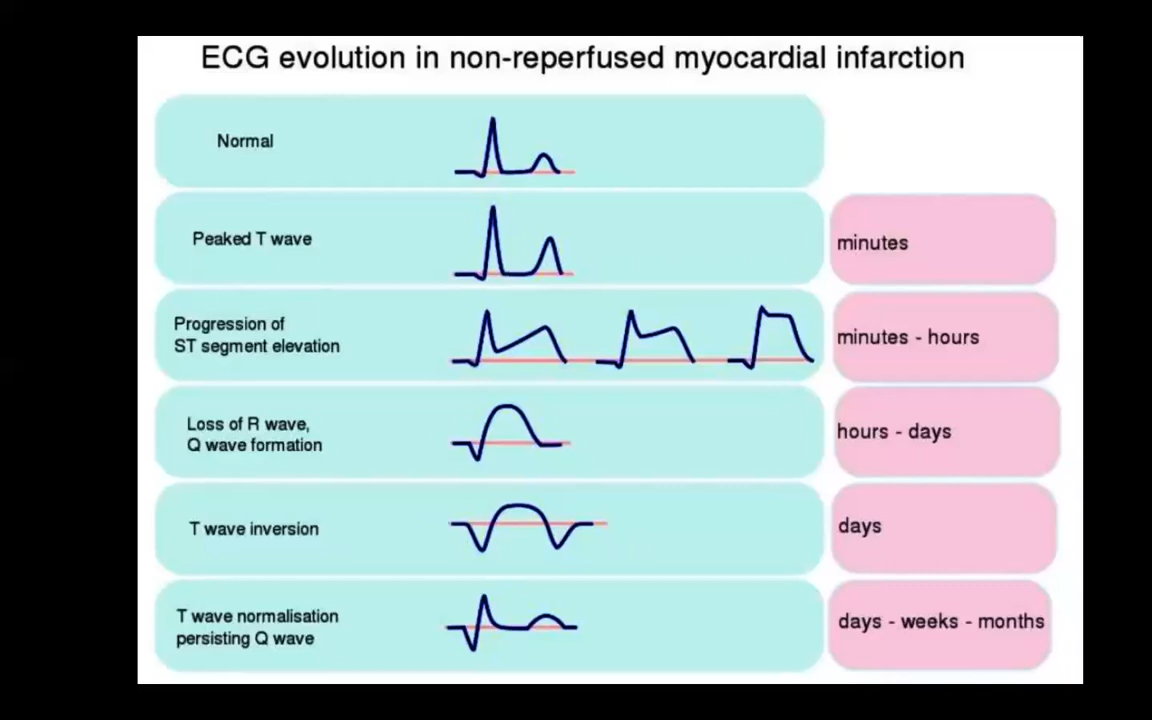 ECG evolution in non-reperfused myocardial infarction
Normal
Peaked T wave
minutes
Progression of
ST segment elevation
minutes - hours
Loss of R wave,
Q wave formation
hours - days
T wave inversion
days
T wave normalisation
persisting Q wave
days - weeks - months